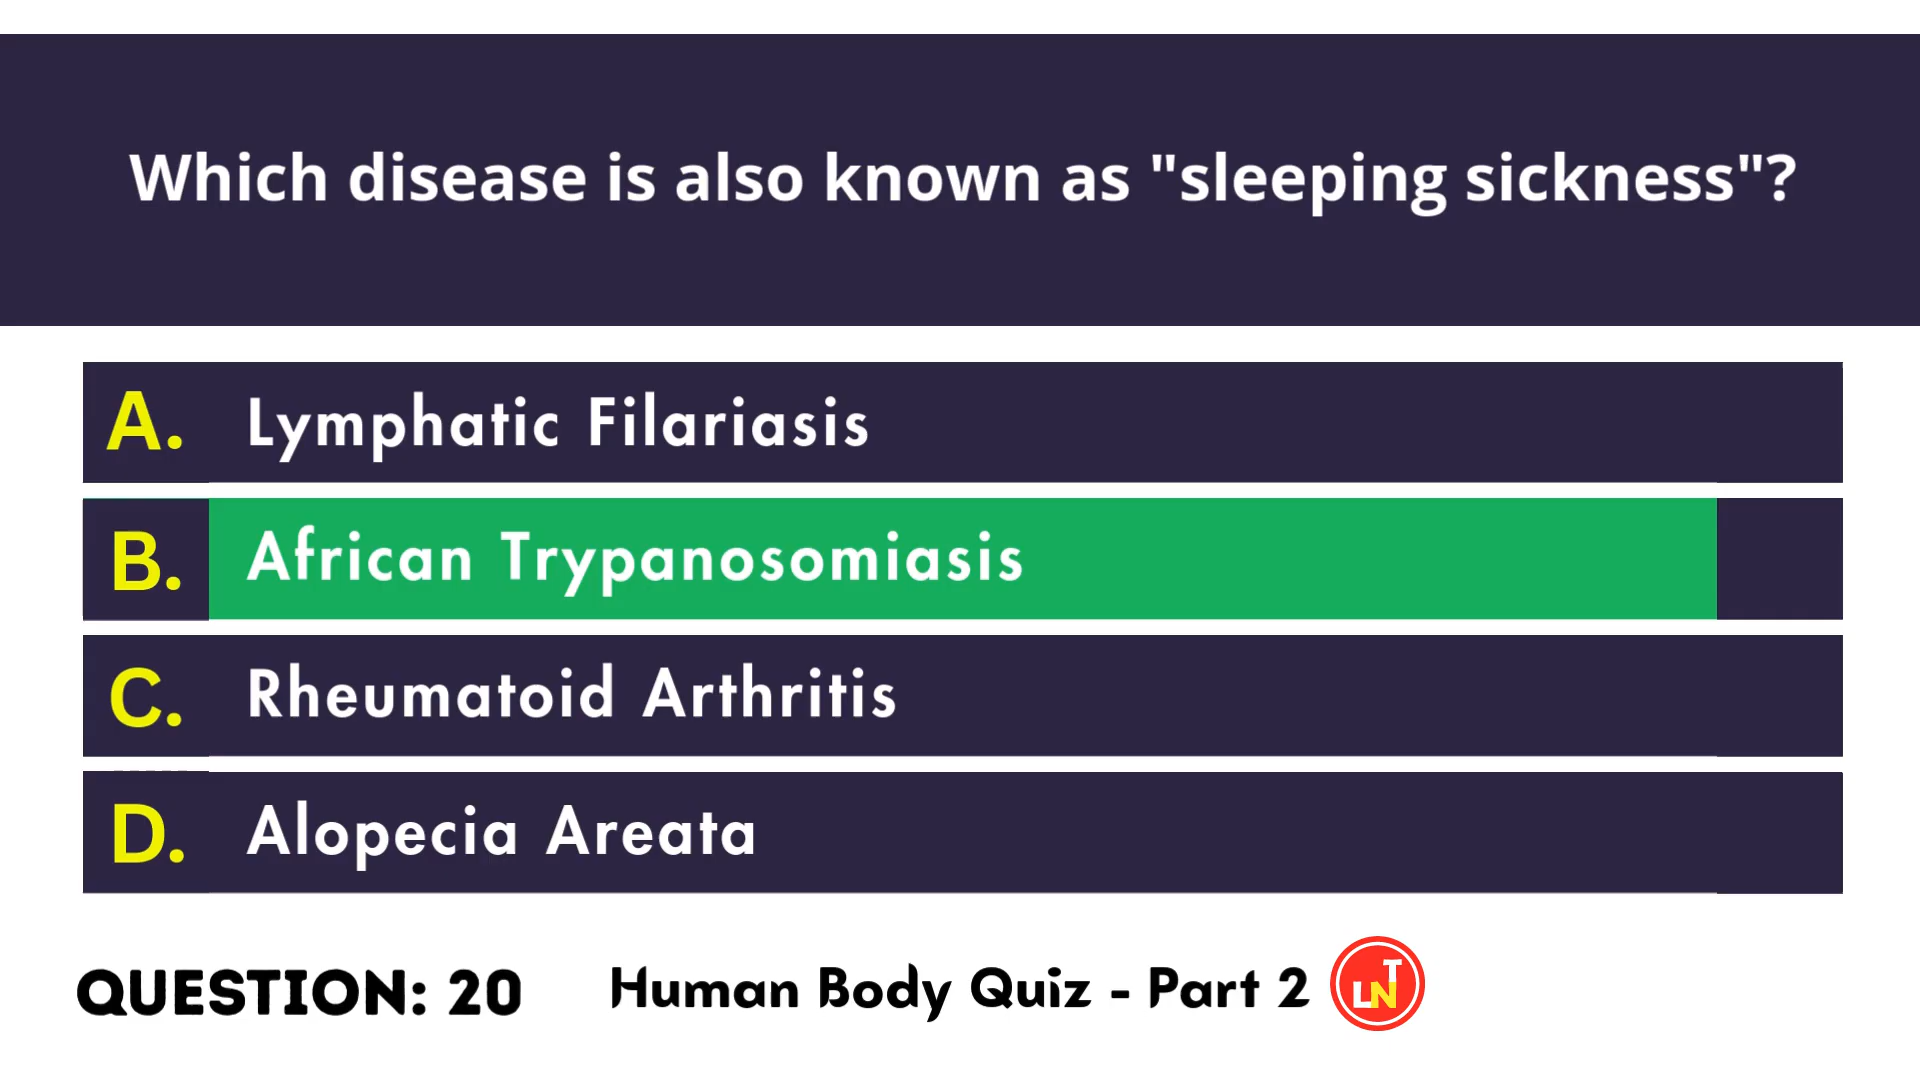 Which disease is also known as "sleeping sickness"?
A. Lymphatic Filariasis
B. African Trypanosomiasis
C. Rheumatoid Arthritis
D. Alopecia Areata
QUESTION: 20 Human Body Quiz - Part 2 LNT